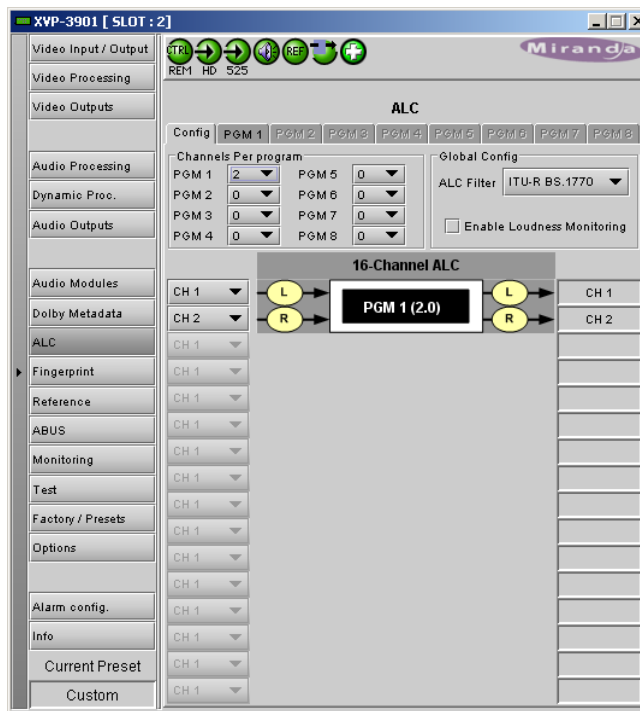 XVP-3901 [ SLOT : 2]
Video Input / Output
Video Processing
Video Outputs
Audio Processing
Dynamic Proc.
Audio Outputs
Audio Modules
Dolby Metadata
ALC
Fingerprint
Reference
ABUS
Monitoring
Test
Factory / Presets
Options
Alarm config.
Info
Current Preset
Custom
CTRL REF
REM HD 525
Miranda
ALC
Config PGM 1 PGM 2 PGM 3 PGM 4 PGM 5 PGM 6 PGM 7 PGM 8
Channels Per program
PGM 1 2 PGM 5 0
PGM 2 0 PGM 6 0
PGM 3 0 PGM 7 0
PGM 4 0 PGM 8 0
Global Config
ALC Filter ITU-R BS.1770
Enable Loudness Monitoring
16-Channel ALC
CH 1 L PGM 1 (2.0) L CH 1
CH 2 R R CH 2
CH 1
CH 1
CH 1
CH 1
CH 1
CH 1
CH 1
CH 1
CH 1
CH 1
CH 1
CH 1
CH 1
CH 1